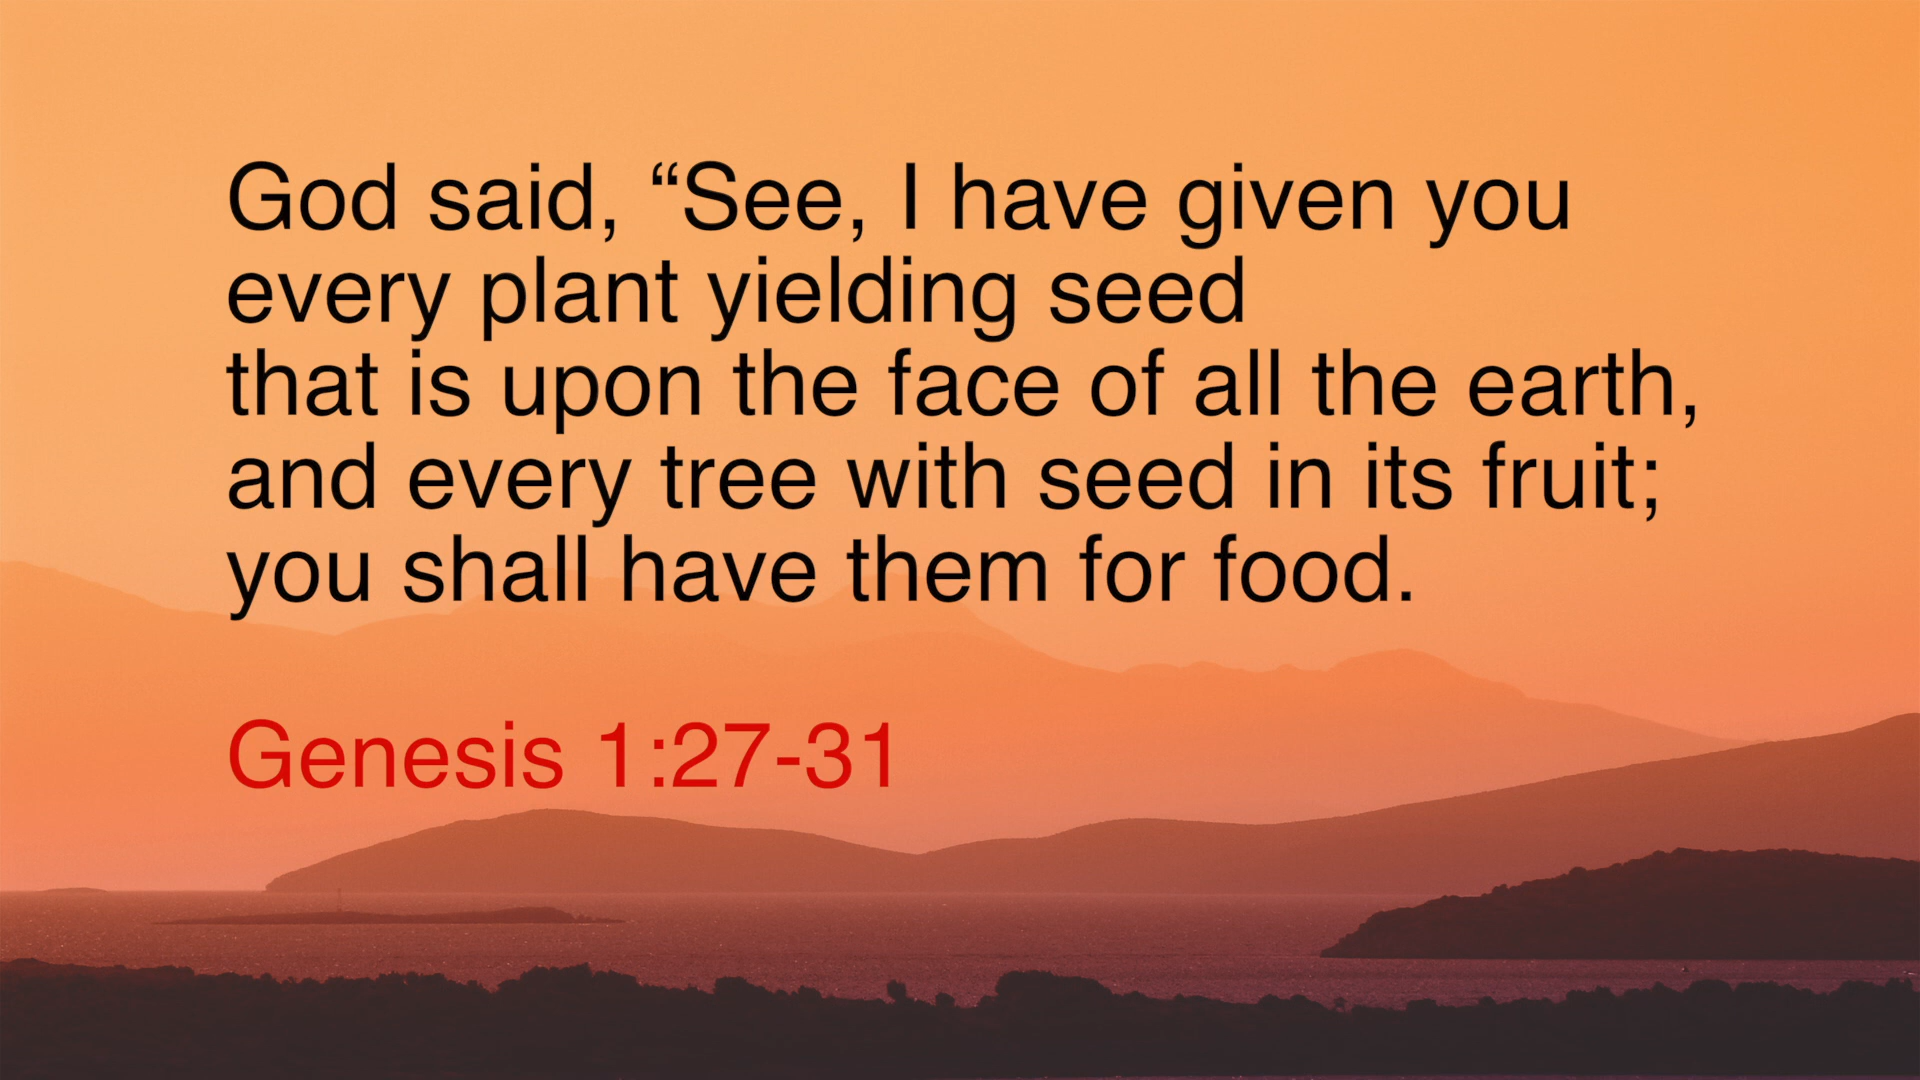 God said, “See, I have given you
every plant yielding seed
that is upon the face of all the earth,
and every tree with seed in its fruit;
you shall have them for food.
Genesis 1:27-31